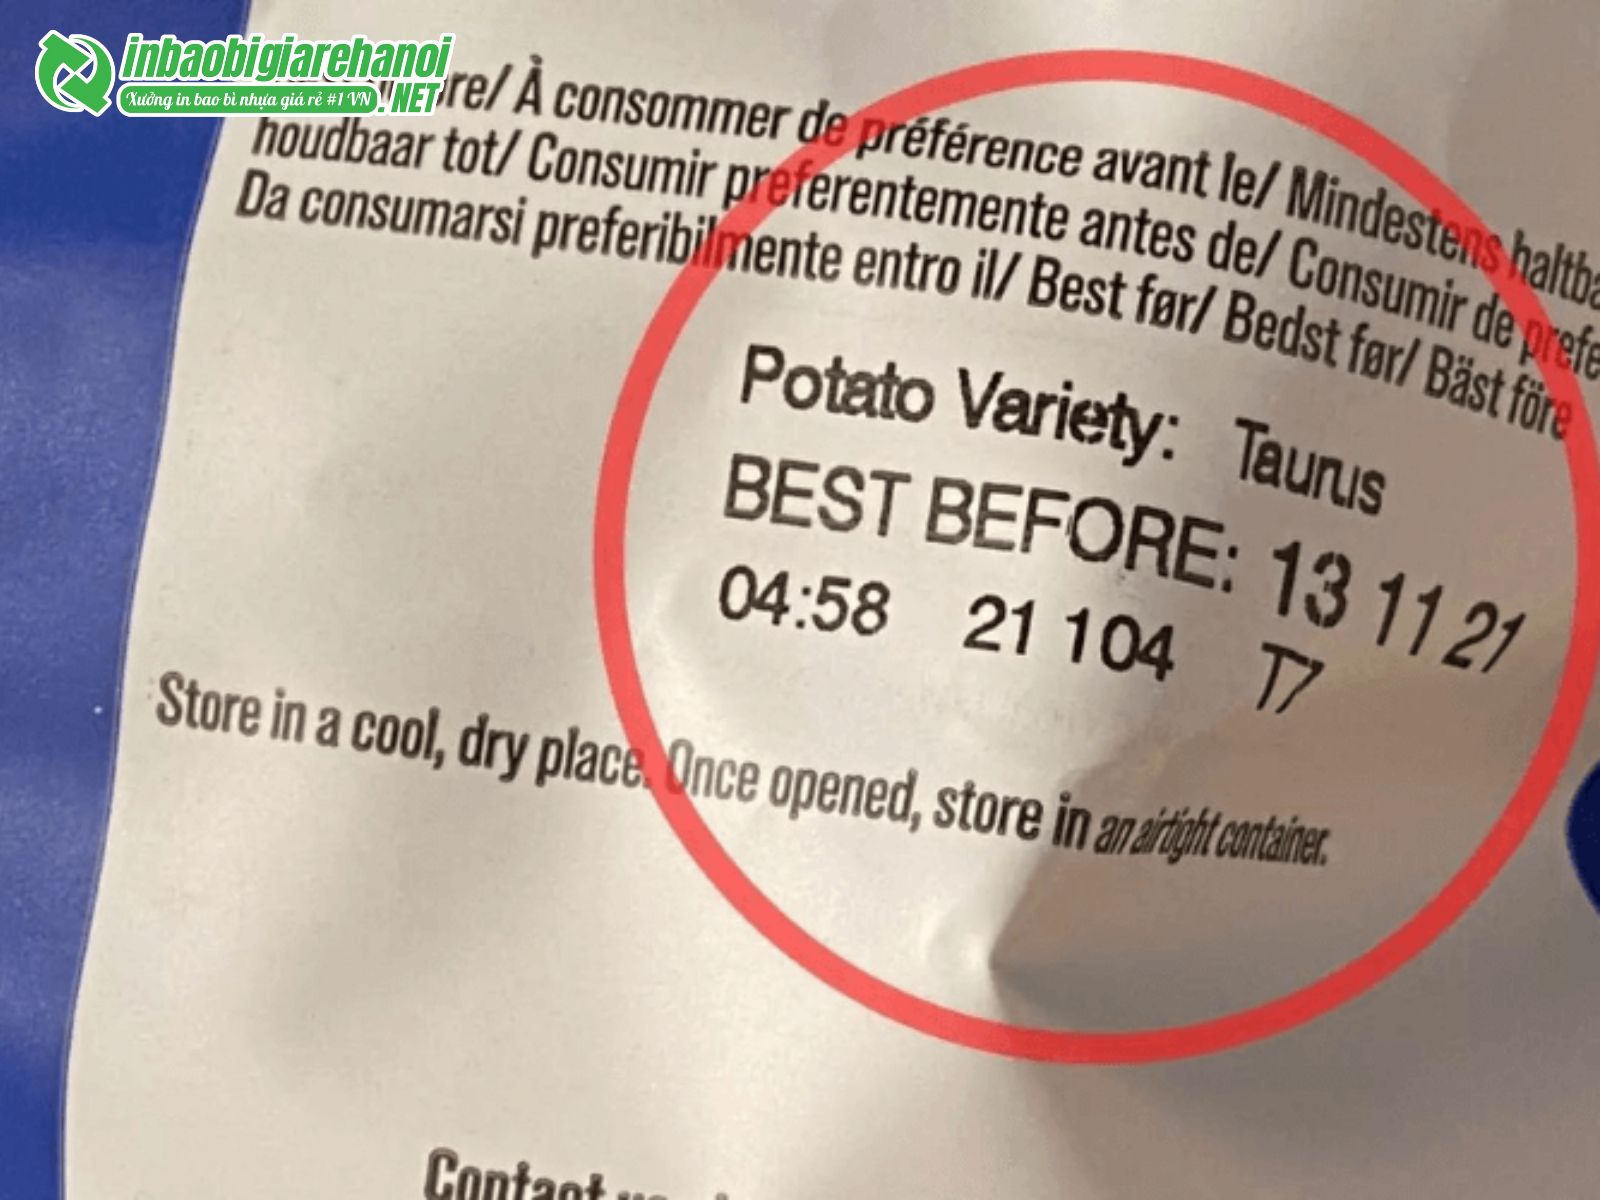 inbaobigiarehanoi
Xưởng in bao bì nhựa giá rẻ #1 VN
.NET
À consommer de préférence avant le/ Mindestens
houdbaar tot/ Consumir preferentemente antes de/ Consumir de
Da consumarsi preferibilmente entro il/ Best før/ Bedst før/ Bäst före
Potato Variety: Taurus
BEST BEFORE: 13 11 21
04:58 21 104 T7
Store in a cool, dry place. Once opened, store in an airtight container.
Contact